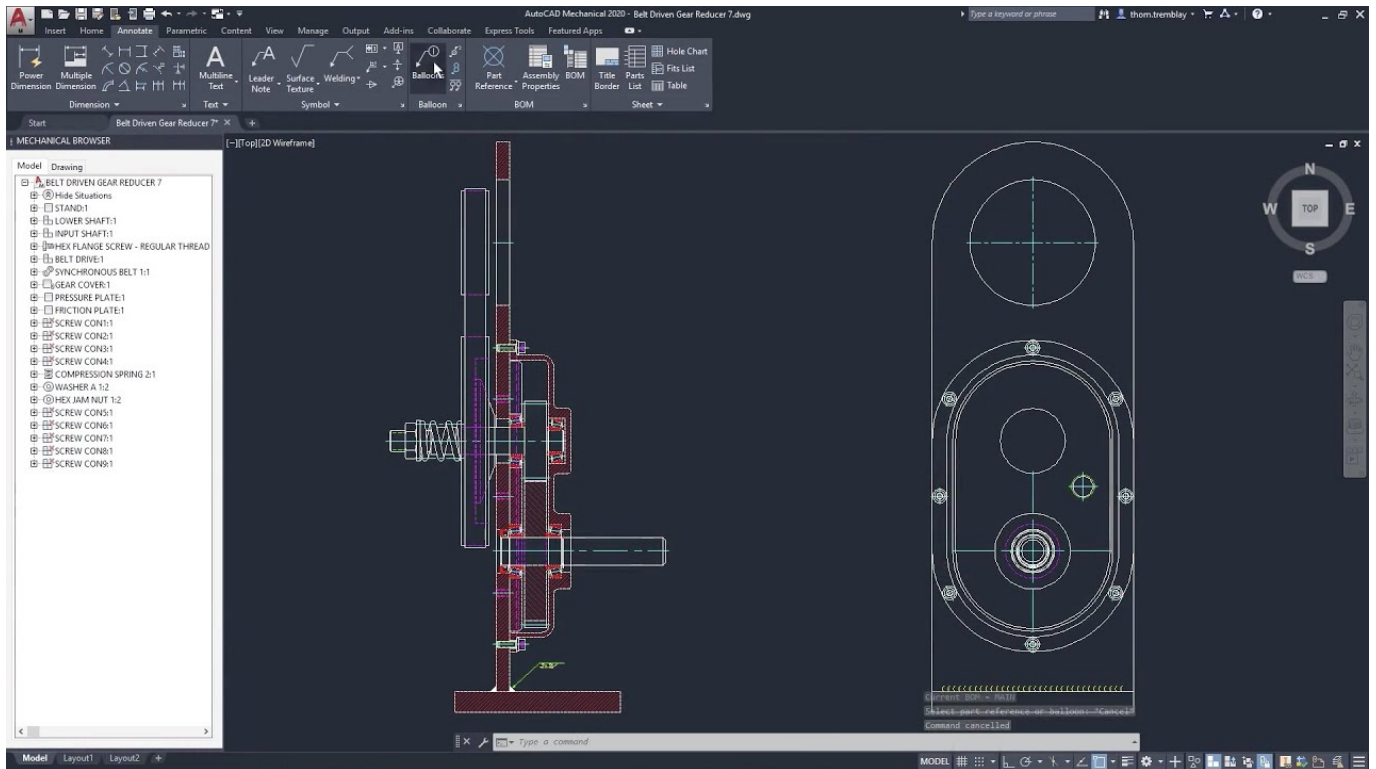 AutoCAD Mechanical 2020 - Belt Driven Gear Reducer 7.dwg
Type a keyword or phrase
thom.tremblay
Insert Home Annotate Parametric Content View Manage Output Add-ins Collaborate Express Tools Featured Apps
Power Dimension
Multiple Dimension
Multiline Text
Leader Note
Surface Texture
Welding
Balloons
Part Reference
Assembly Properties
BOM
Title Border
Parts List
Hole Chart
Fits List
Table
Dimension Text Symbol Balloon BOM Sheet
Start Belt Driven Gear Reducer 7*
MECHANICAL BROWSER
[-][Top][2D Wireframe]
Model Drawing
BELT DRIVEN GEAR REDUCER 7
Hide Situations
STAND:1
LOWER SHAFT:1
INPUT SHAFT:1
HEX FLANGE SCREW - REGULAR THREAD
BELT DRIVE:1
SYNCHRONOUS BELT 1:1
GEAR COVER:1
PRESSURE PLATE:1
FRICTION PLATE:1
SCREW CON1:1
SCREW CON2:1
SCREW CON3:1
SCREW CON4:1
COMPRESSION SPRING 2:1
WASHER A 1:2
HEX JAM NUT 1:2
SCREW CON5:1
SCREW CON6:1
SCREW CON7:1
SCREW CON8:1
SCREW CON9:1
N
W TOP E
S
WCS
Current BOM = MAIN
Select part reference or balloon: *Cancel*
Command cancelled
Type a command
Model Layout1 Layout2 +
MODEL